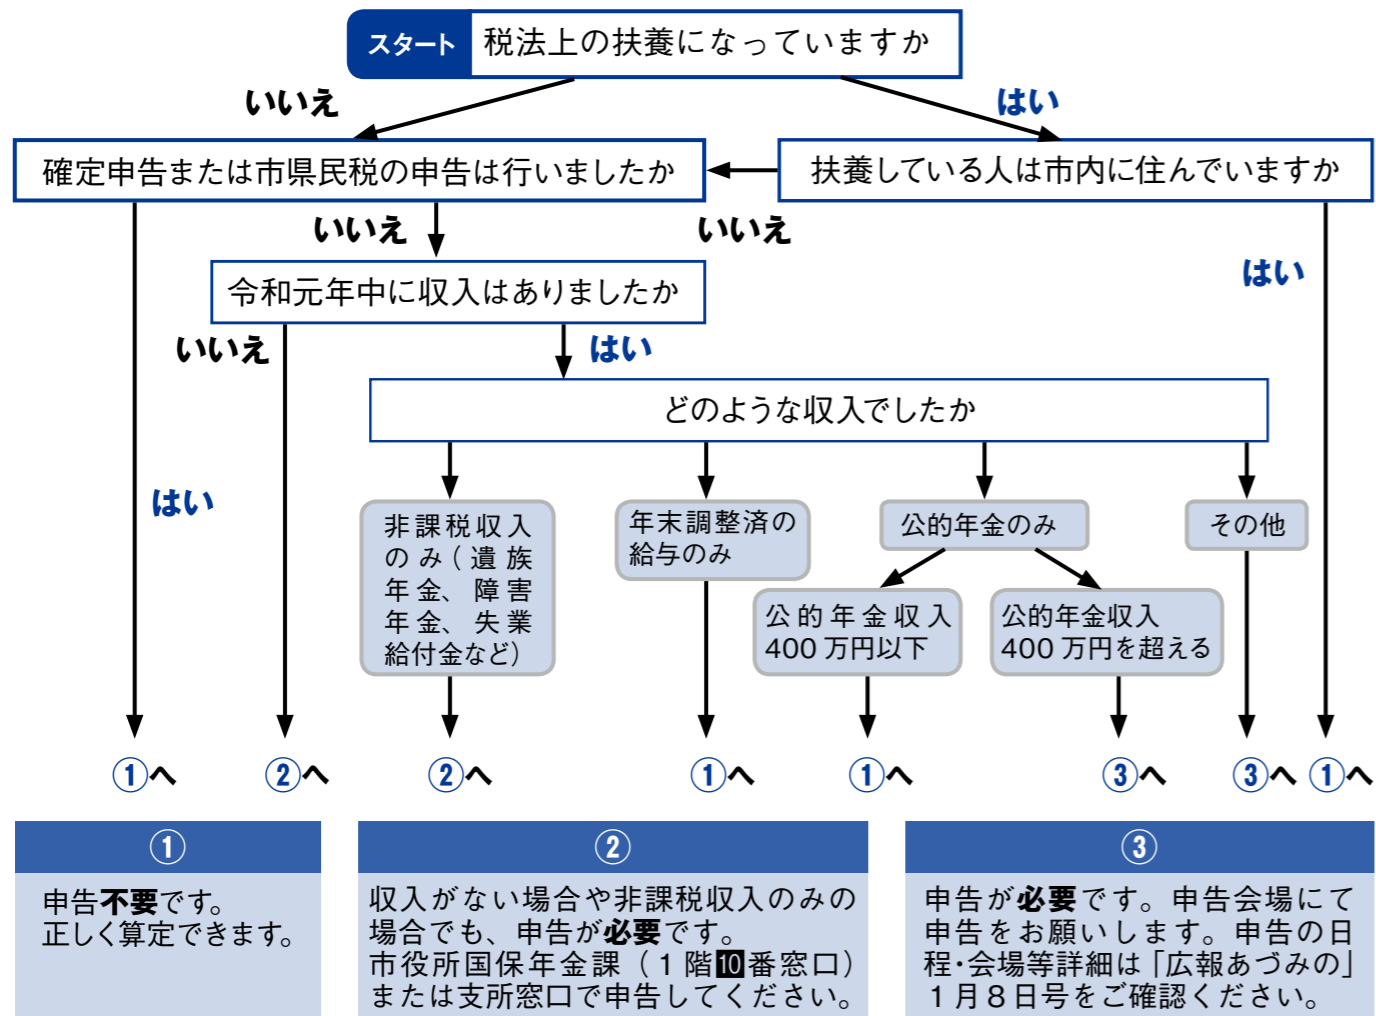 スタート 税法上の扶養になっていますか
いいえ
はい
確定申告または市県民税の申告は行いましたか
扶養している人は市内に住んでいますか
いいえ
いいえ
はい
令和元年中に収入はありましたか
いいえ
はい
どのような収入でしたか
はい
非課税収入
のみ(遺族
年金、障害
年金、失業
給付金など)
年末調整済の
給与のみ
公的年金のみ
その他
公的年金収入
400万円以下
公的年金収入
400万円を超える
①へ
②へ
②へ
①へ
①へ
③へ
③へ
①へ
①
申告不要です。
正しく算定できます。
②
収入がない場合や非課税収入のみの
場合でも、申告が必要です。
市役所国保年金課(1階10番窓口)
または支所窓口で申告してください。
③
申告が必要です。申告会場にて
申告をお願いします。申告の日
程・会場等詳細は「広報あづみの」
1月8日号をご確認ください。